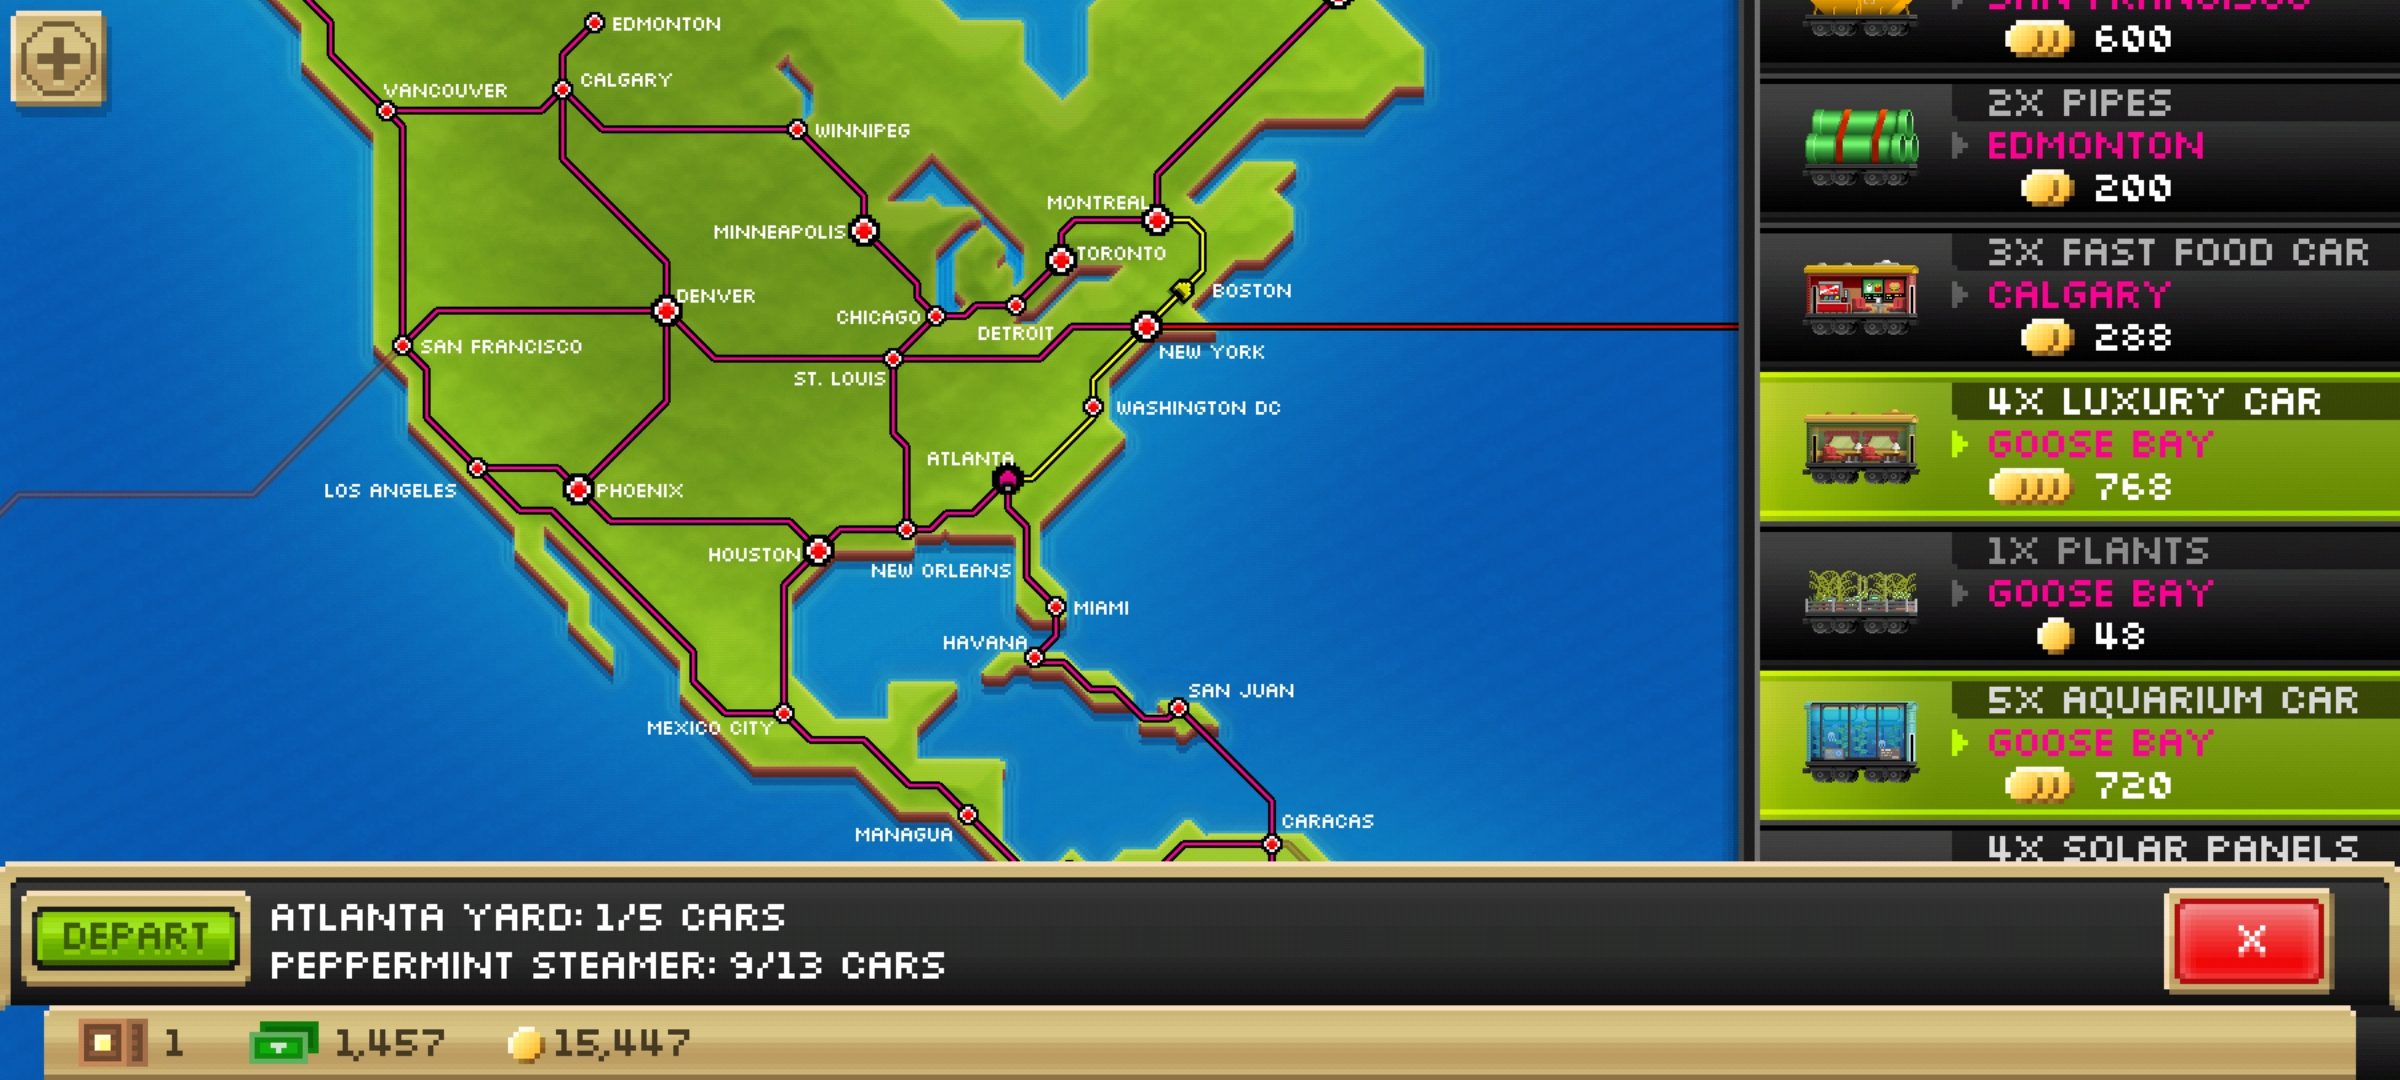 EDMONTON
CALGARY
VANCOUVER
WINNIPEG
MONTREAL
MINNEAPOLIS
TORONTO
BOSTON
DENVER
CHICAGO
DETROIT
SAN FRANCISCO
NEW YORK
ST. LOUIS
WASHINGTON DC
ATLANTA
LOS ANGELES
PHOENIX
HOUSTON
NEW ORLEANS
MIAMI
HAVANA
SAN JUAN
MEXICO CITY
CARACAS
MANAGUA
SAN FRANCISCO
600
2X PIPES
EDMONTON
200
3X FAST FOOD CAR
CALGARY
288
4X LUXURY CAR
GOOSE BAY
768
1X PLANTS
GOOSE BAY
48
5X AQUARIUM CAR
GOOSE BAY
720
4X SOLAR PANELS
DEPART
ATLANTA YARD: 1/5 CARS
PEPPERMINT STEAMER: 9/13 CARS
X
1
1,457
15,447